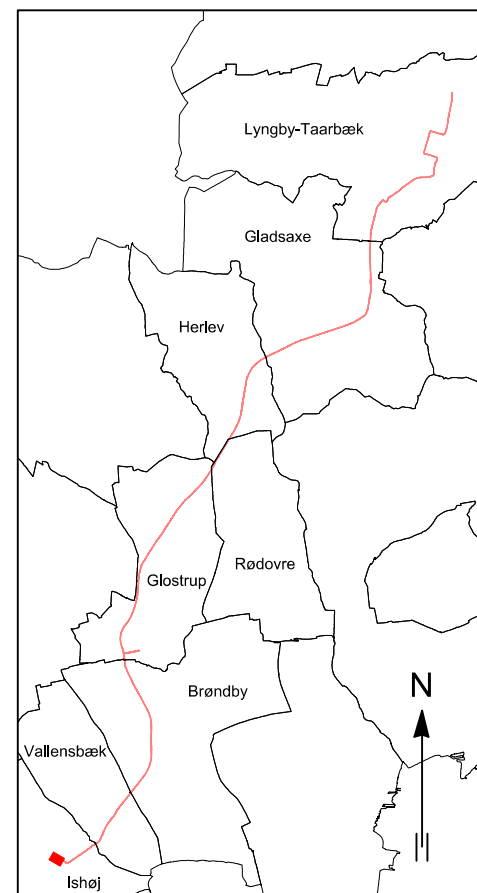 Lyngby-Taarbæk
Gladsaxe
Herlev
Rødovre
Glostrup
Brøndby
N
Vallensbæk
Ishøj